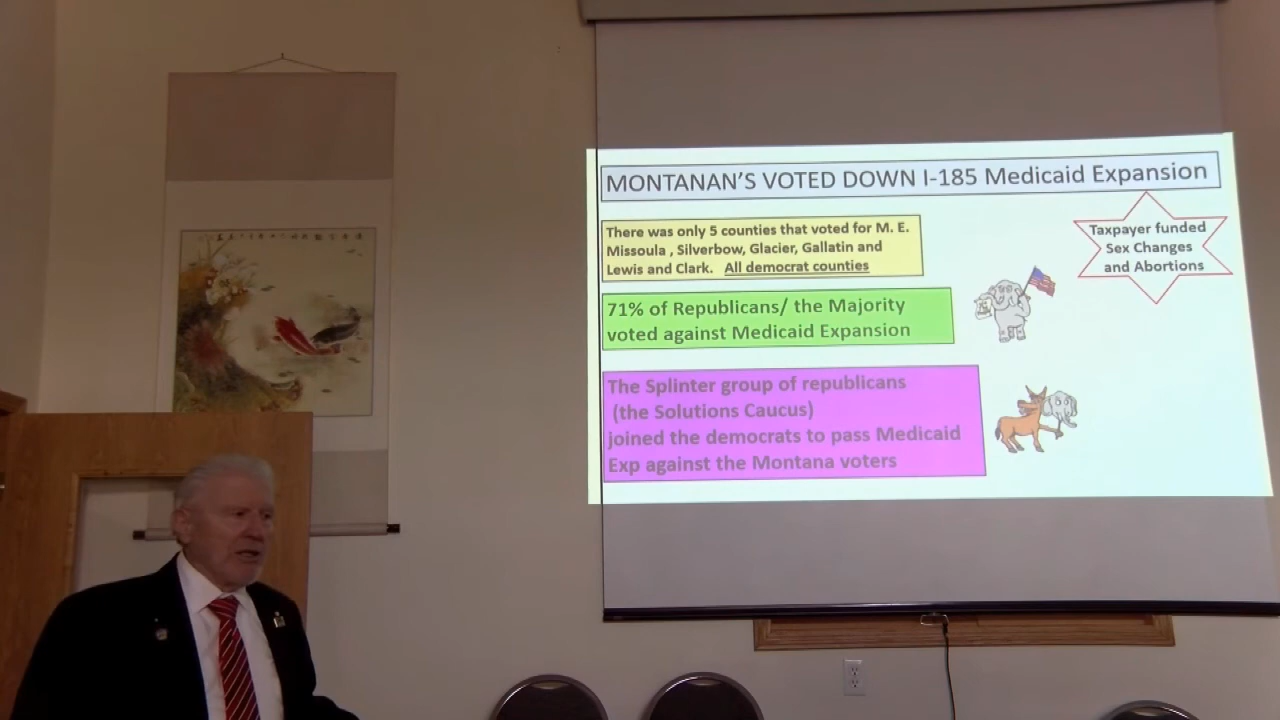 MONTANAN'S VOTED DOWN I-185 Medicaid Expansion
There was only 5 counties that voted for M. E.
Missoula , Silverbow, Glacier, Gallatin and
Lewis and Clark. All democrat counties
Taxpayer funded
Sex Changes
and Abortions
71% of Republicans/ the Majority
voted against Medicaid Expansion
The Splinter group of republicans
(the Solutions Caucus)
joined the democrats to pass Medicaid
Exp against the Montana voters